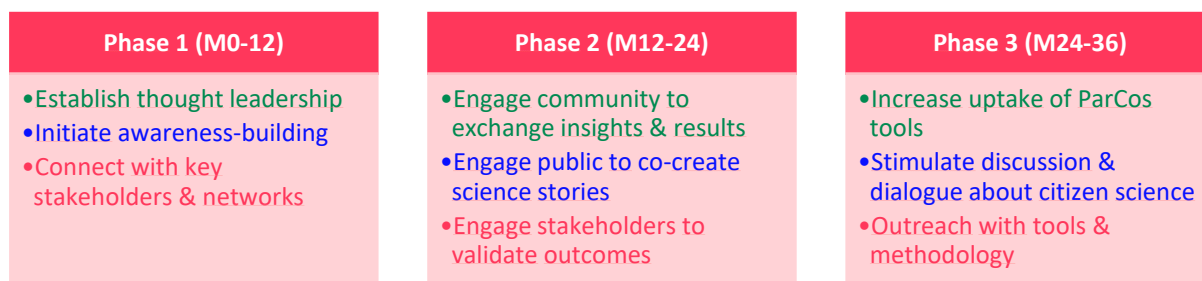 Phase 1 (M0-12)
•Establish thought leadership
•Initiate awareness-building
•Connect with key
stakeholders & networks
Phase 2 (M12-24)
•Engage community to
exchange insights & results
•Engage public to co-create
science stories
•Engage stakeholders to
validate outcomes
Phase 3 (M24-36)
•Increase uptake of ParCos
tools
•Stimulate discussion &
dialogue about citizen science
•Outreach with tools &
methodology